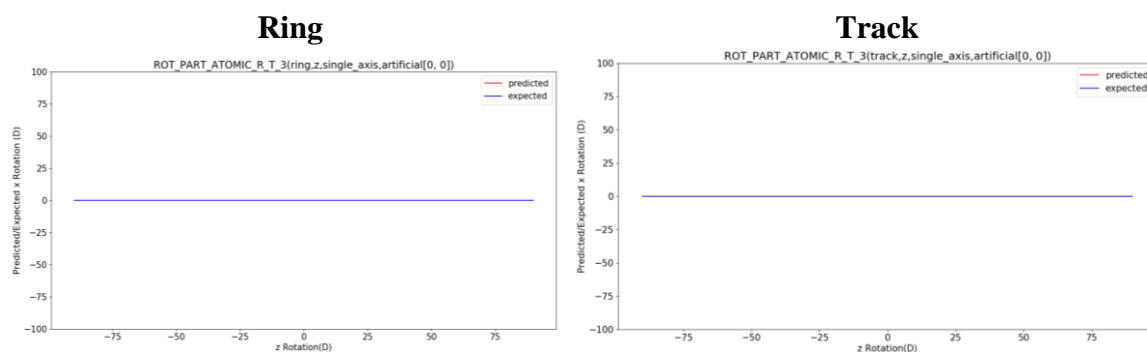 Ring
ROT_PART_ATOMIC_R_T_3(ring,z,single_axis,artificial[0, 0])
predicted
expected
Predicted/Expected x Rotation (D)
100
75
50
25
0
−25
−50
−75
−100
−75 −50 −25 0 25 50 75
z Rotation(D)
Track
ROT_PART_ATOMIC_R_T_3(track,z,single_axis,artificial[0, 0])
predicted
expected
Predicted/Expected x Rotation (D)
100
75
50
25
0
−25
−50
−75
−100
−75 −50 −25 0 25 50 75
z Rotation(D)